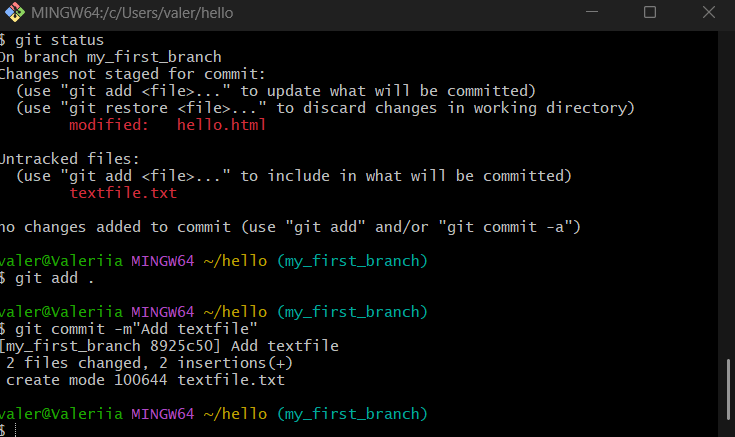 MINGW64:/c/Users/valer/hello
$ git status
On branch my_first_branch
Changes not staged for commit:
  (use "git add <file>..." to update what will be committed)
  (use "git restore <file>..." to discard changes in working directory)
        modified:   hello.html
Untracked files:
  (use "git add <file>..." to include in what will be committed)
        textfile.txt
no changes added to commit (use "git add" and/or "git commit -a")
valer@Valeriia MINGW64 ~/hello (my_first_branch)
$ git add .
valer@Valeriia MINGW64 ~/hello (my_first_branch)
$ git commit -m"Add textfile"
[my_first_branch 8925c50] Add textfile
 2 files changed, 2 insertions(+)
 create mode 100644 textfile.txt
valer@Valeriia MINGW64 ~/hello (my_first_branch)
$